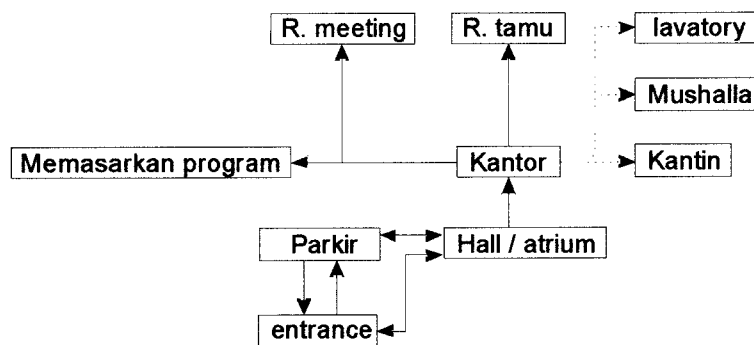 R. meeting
R. tamu
lavatory
Mushalla
Memasarkan program
Kantor
Kantin
Parkir
Hall / atrium
entrance